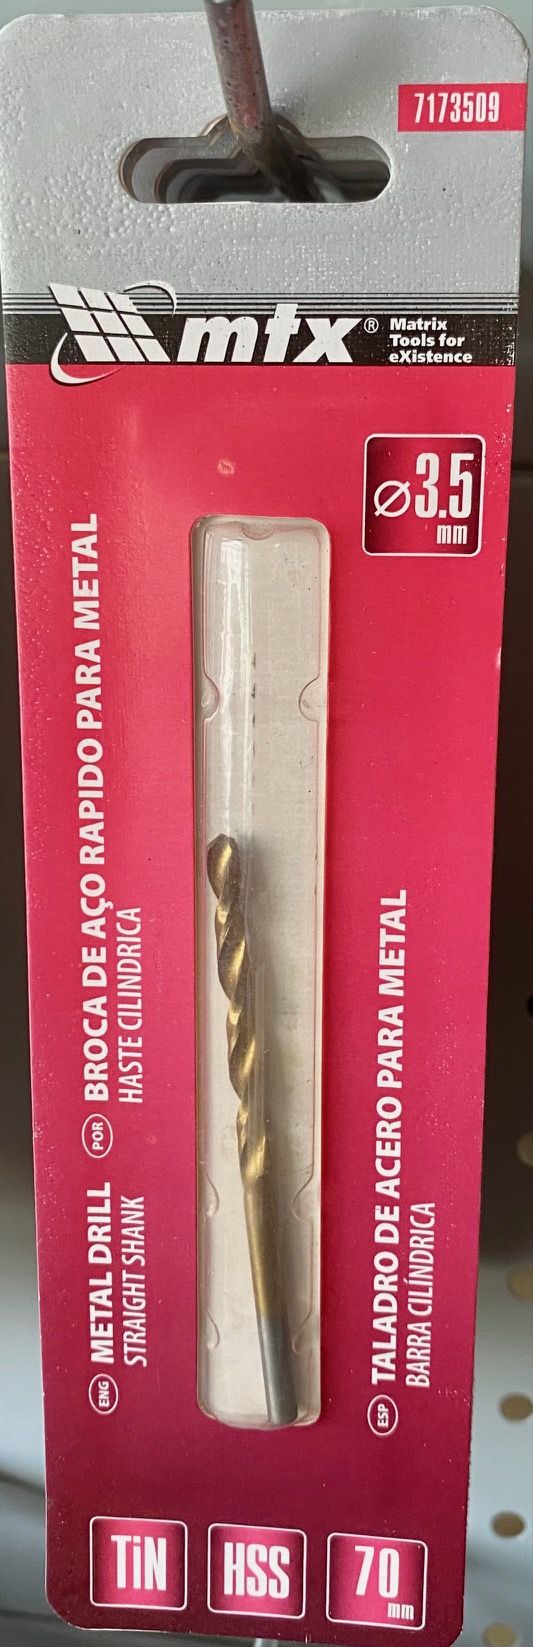 7173509
mtx®
Matrix
Tools for
eXistence
Ø3.5
mm
ENG METAL DRILL
STRAIGHT SHANK
POR BROCA DE AÇO RAPIDO PARA METAL
HASTE CILINDRICA
ESP TALADRO DE ACERO PARA METAL
BARRA CILÍNDRICA
TiN
HSS
70
mm